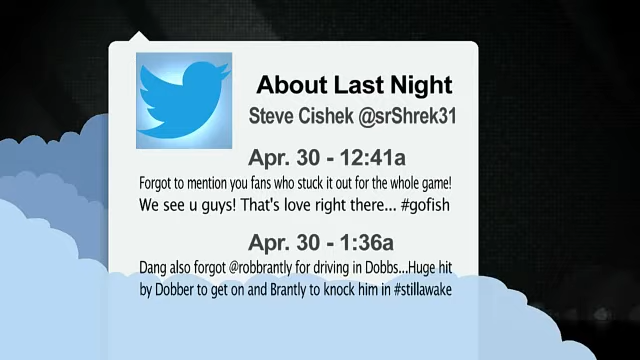 About Last Night
Steve Cishek @srShrek31
Apr. 30 - 12:41a
Forgot to mention you fans who stuck it out for the whole game!
We see u guys! That's love right there... #gofish
Apr. 30 - 1:36a
Dang also forgot @robbrantly for driving in Dobbs...Huge hit
by Dobber to get on and Brantly to knock him in #stillawake